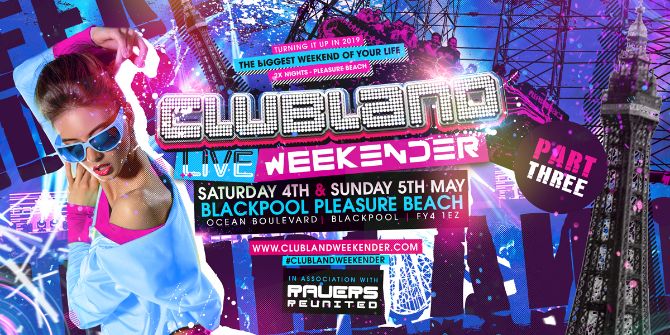 TURNING IT UP IN 2019
THE BIGGEST WEEKEND OF YOUR LIFE
2X NIGHTS - PLEASURE BEACH
CLUBLAND
LIVE WEEKENDER
PART THREE
SATURDAY 4TH & SUNDAY 5TH MAY
BLACKPOOL PLEASURE BEACH
OCEAN BOULEVARD | BLACKPOOL | FY4 1EZ
WWW.CLUBLANDWEEKENDER.COM
#CLUBLANDWEEKENDER
IN ASSOCIATION WITH
RAVERS
REUNITED